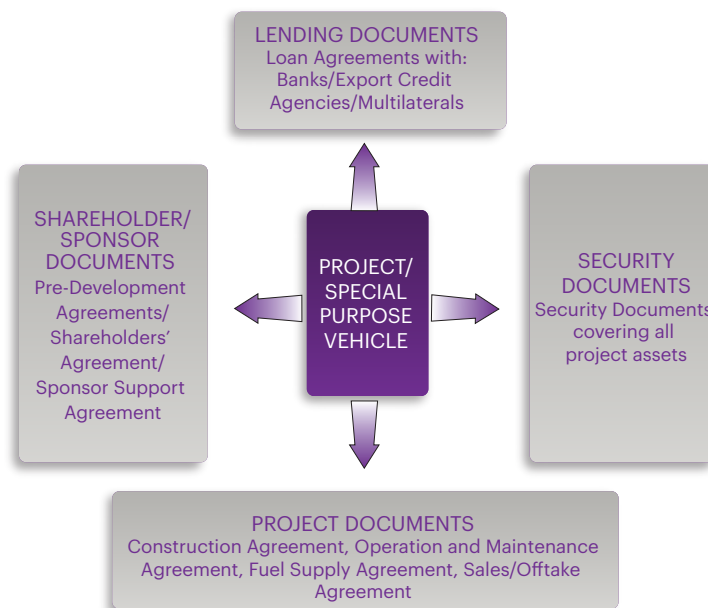 LENDING DOCUMENTS
Loan Agreements with:
Banks/Export Credit
Agencies/Multilaterals
SHAREHOLDER/
SPONSOR
DOCUMENTS
Pre-Development
Agreements/
Shareholders’
Agreement/
Sponsor Support
Agreement
PROJECT/
SPECIAL
PURPOSE
VEHICLE
SECURITY
DOCUMENTS
Security Documents
covering all
project assets
PROJECT DOCUMENTS
Construction Agreement, Operation and Maintenance
Agreement, Fuel Supply Agreement, Sales/Offtake
Agreement